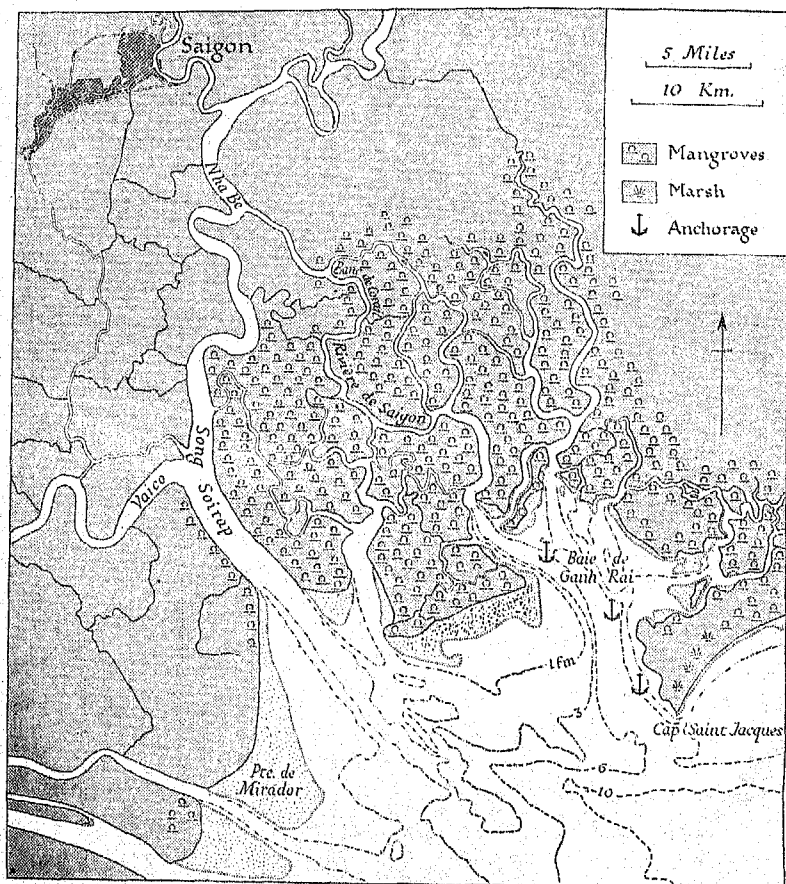 Saigon
5 Miles
10 Km.
Mangroves
Marsh
Anchorage
Nha Be
Rivière de Saigon
Song
Soirap
Vaico
Baie de
Ganh Rai
1 fm
3
6
10
Cap Saint Jacques
Pte. de
Mirador